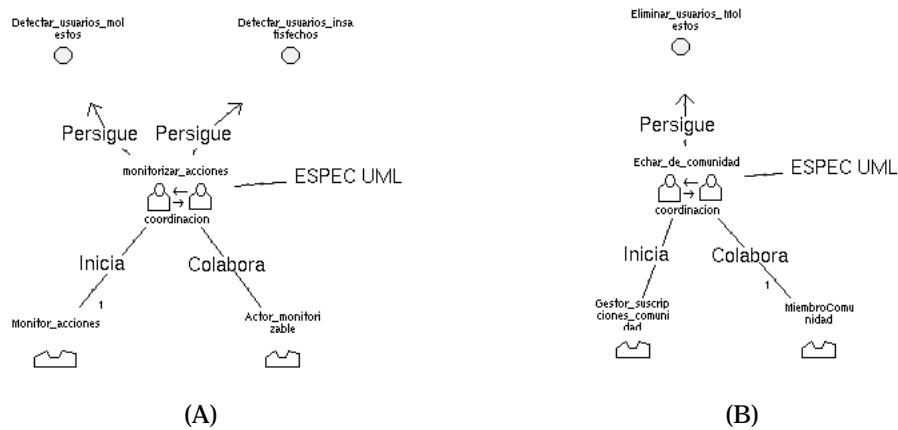 Detectar_usuarios_mol
estos
Detectar_usuarios_insa
tisfechos
Persigue
Persigue
monitorizar_acciones
ESPEC UML
coordinacion
Inicia
Colabora
1
Monitor_acciones
Actor_monitori
zable
(A)
Eliminar_usuarios_Mol
estos
Persigue
1
Echar_de_comunidad
ESPEC UML
coordinacion
Inicia
Colabora
1
Gestor_suscrip
ciones_comuni
dad
MiembroComu
nidad
(B)